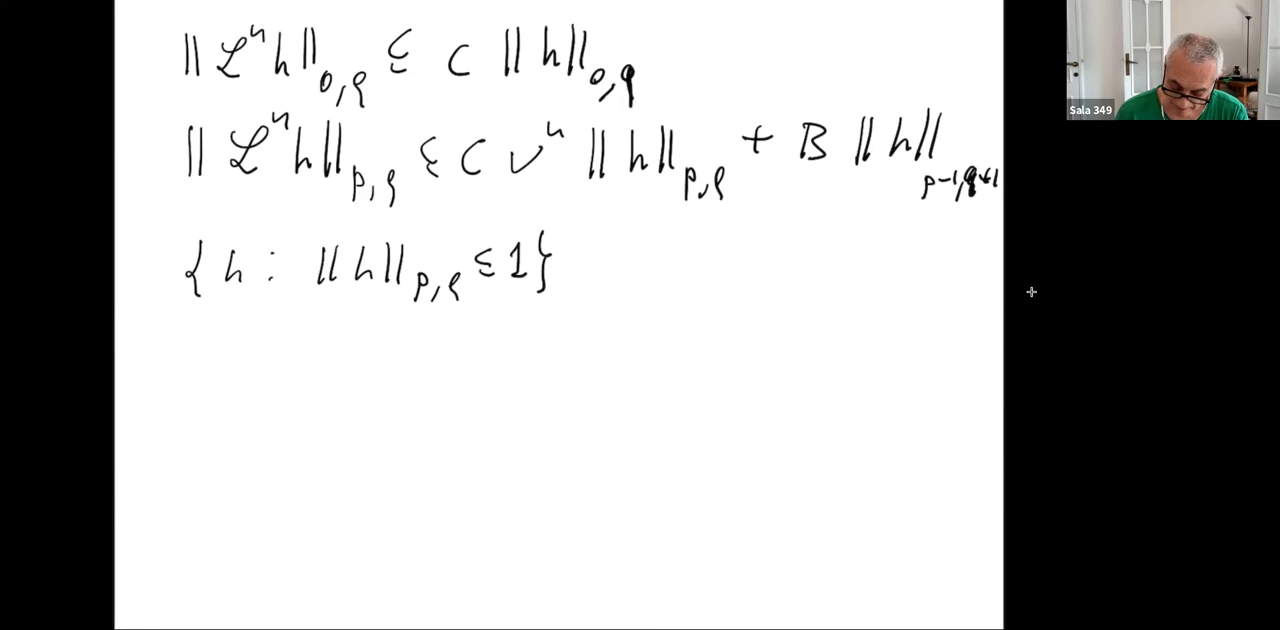 ‖ℒⁿh‖₀,q ≤ C ‖h‖₀,q
‖ℒⁿh‖p,q ≤ C νⁿ ‖h‖p,q + B ‖h‖p-1,q+1
{ h : ‖h‖p,q ≤ 1 }
Sala 349